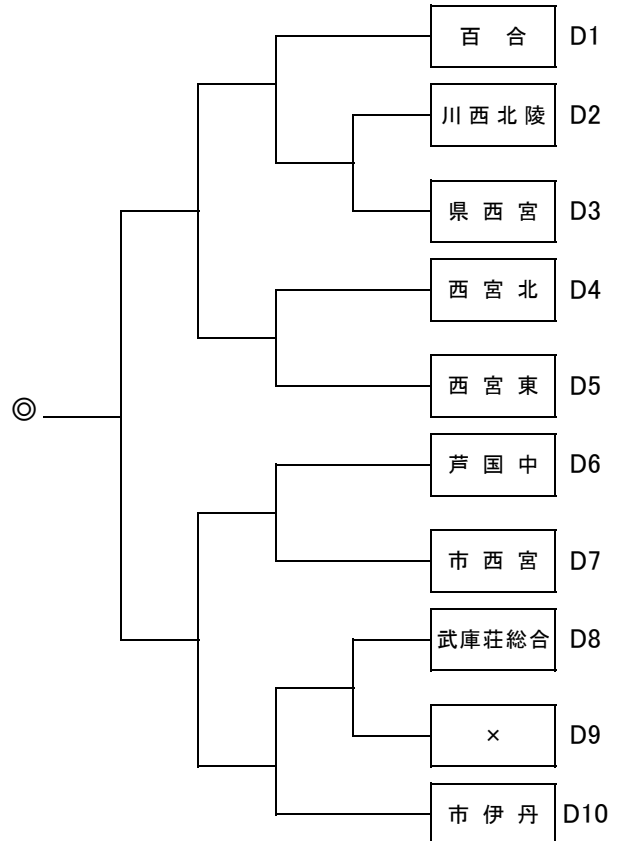 百 合 D1
川西北陵 D2
県 西 宮 D3
西 宮 北 D4
西 宮 東 D5
◎
芦 国 中 D6
市 西 宮 D7
武庫荘総合 D8
× D9
市 伊 丹 D10